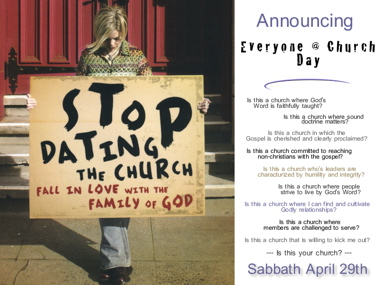 STOP
DATING
THE CHURCH
FALL IN LOVE WITH THE
FAMILY OF GOD
Announcing
Everyone @ Church
Day
Is this a church where God's
Word is faithfully taught?
Is this a church where sound
doctrine matters?
Is this a church in which the
Gospel is cherished and clearly proclaimed?
Is this a church committed to reaching
non-christians with the gospel?
Is this a church who's leaders are
characterized by humility and integrity?
Is this a church where people
strive to live by God's Word?
Is this a church where I can find and cultivate
Godly relationships?
Is this a church where
members are challenged to serve?
Is this a church that is willing to kick me out?
--- Is this your church? ---
Sabbath April 29th